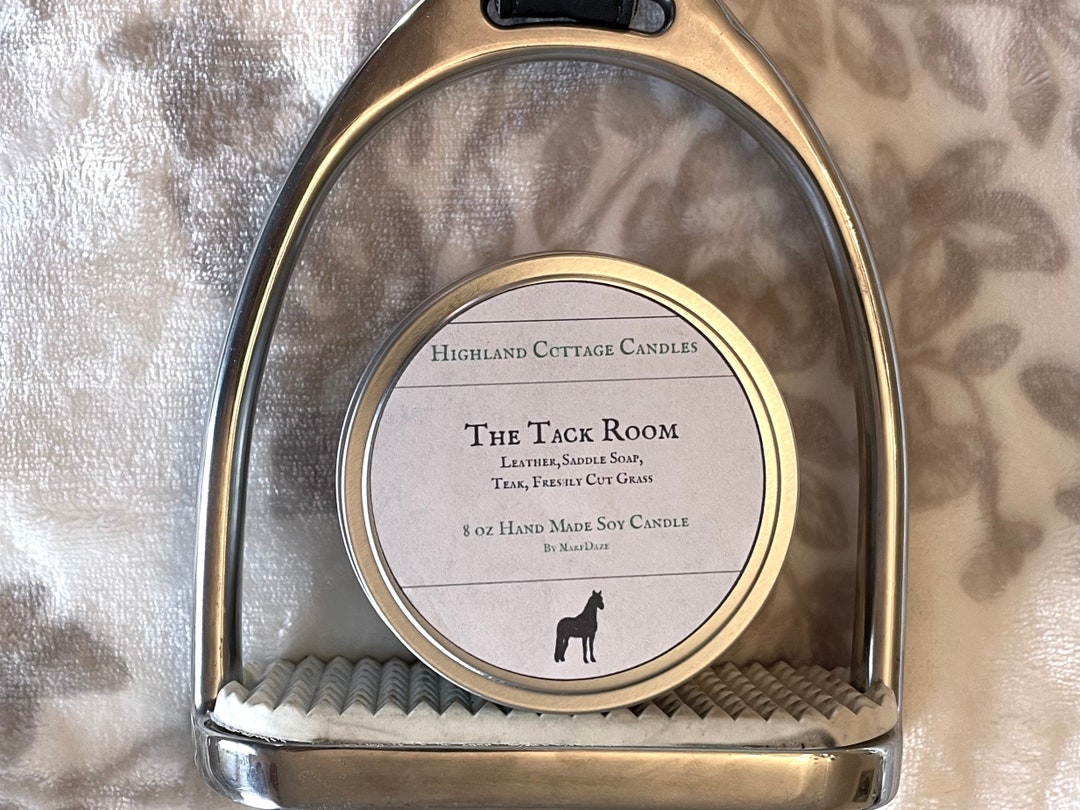 Highland Cottage Candles
The Tack Room
Leather, Saddle Soap,
Teak, Freshly Cut Grass
8 oz Hand Made Soy Candle
By MareDaze